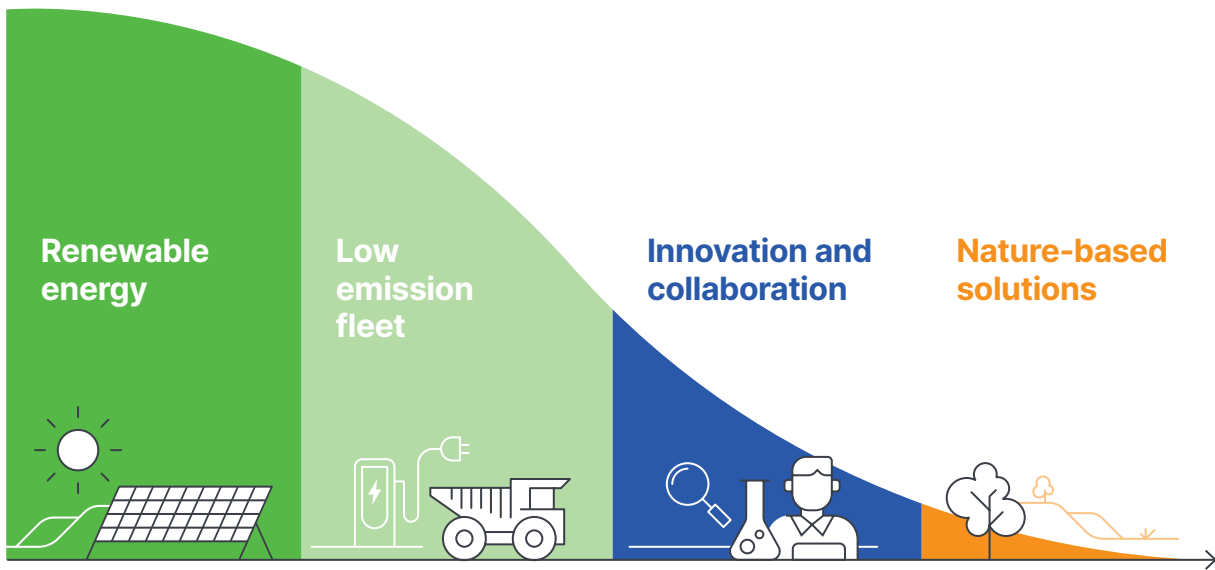 Renewable
energy
Low
emission
fleet
Innovation and
collaboration
Nature-based
solutions